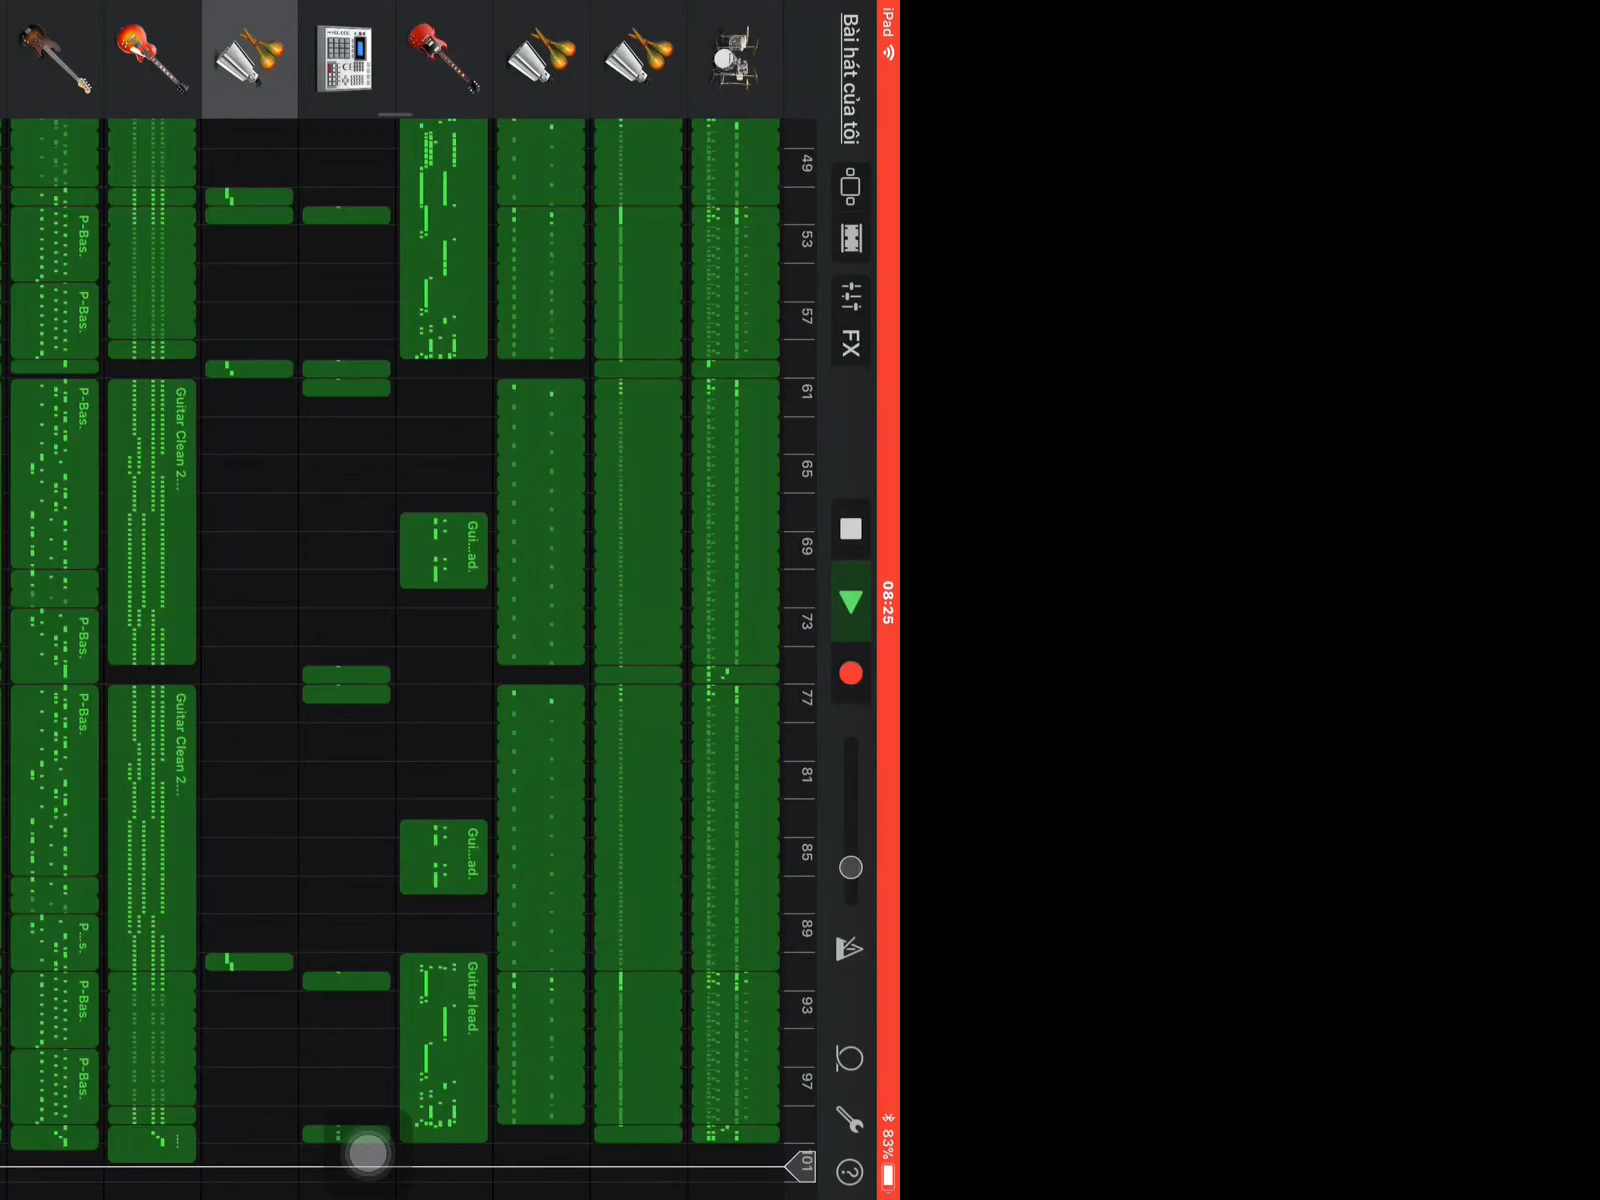 iPad
08:25
83%
Bài hát của tôi
FX
49
53
57
61
65
69
73
77
81
85
89
93
97
101
Gui...ad.
Gui...ad.
Guitar lead.
Guitar Clean 2...
Guitar Clean 2...
...
P-Bas.
P-Bas.
P-Bas.
P-Bas.
P-Bas.
P...s.
P-Bas.
P-Bas.